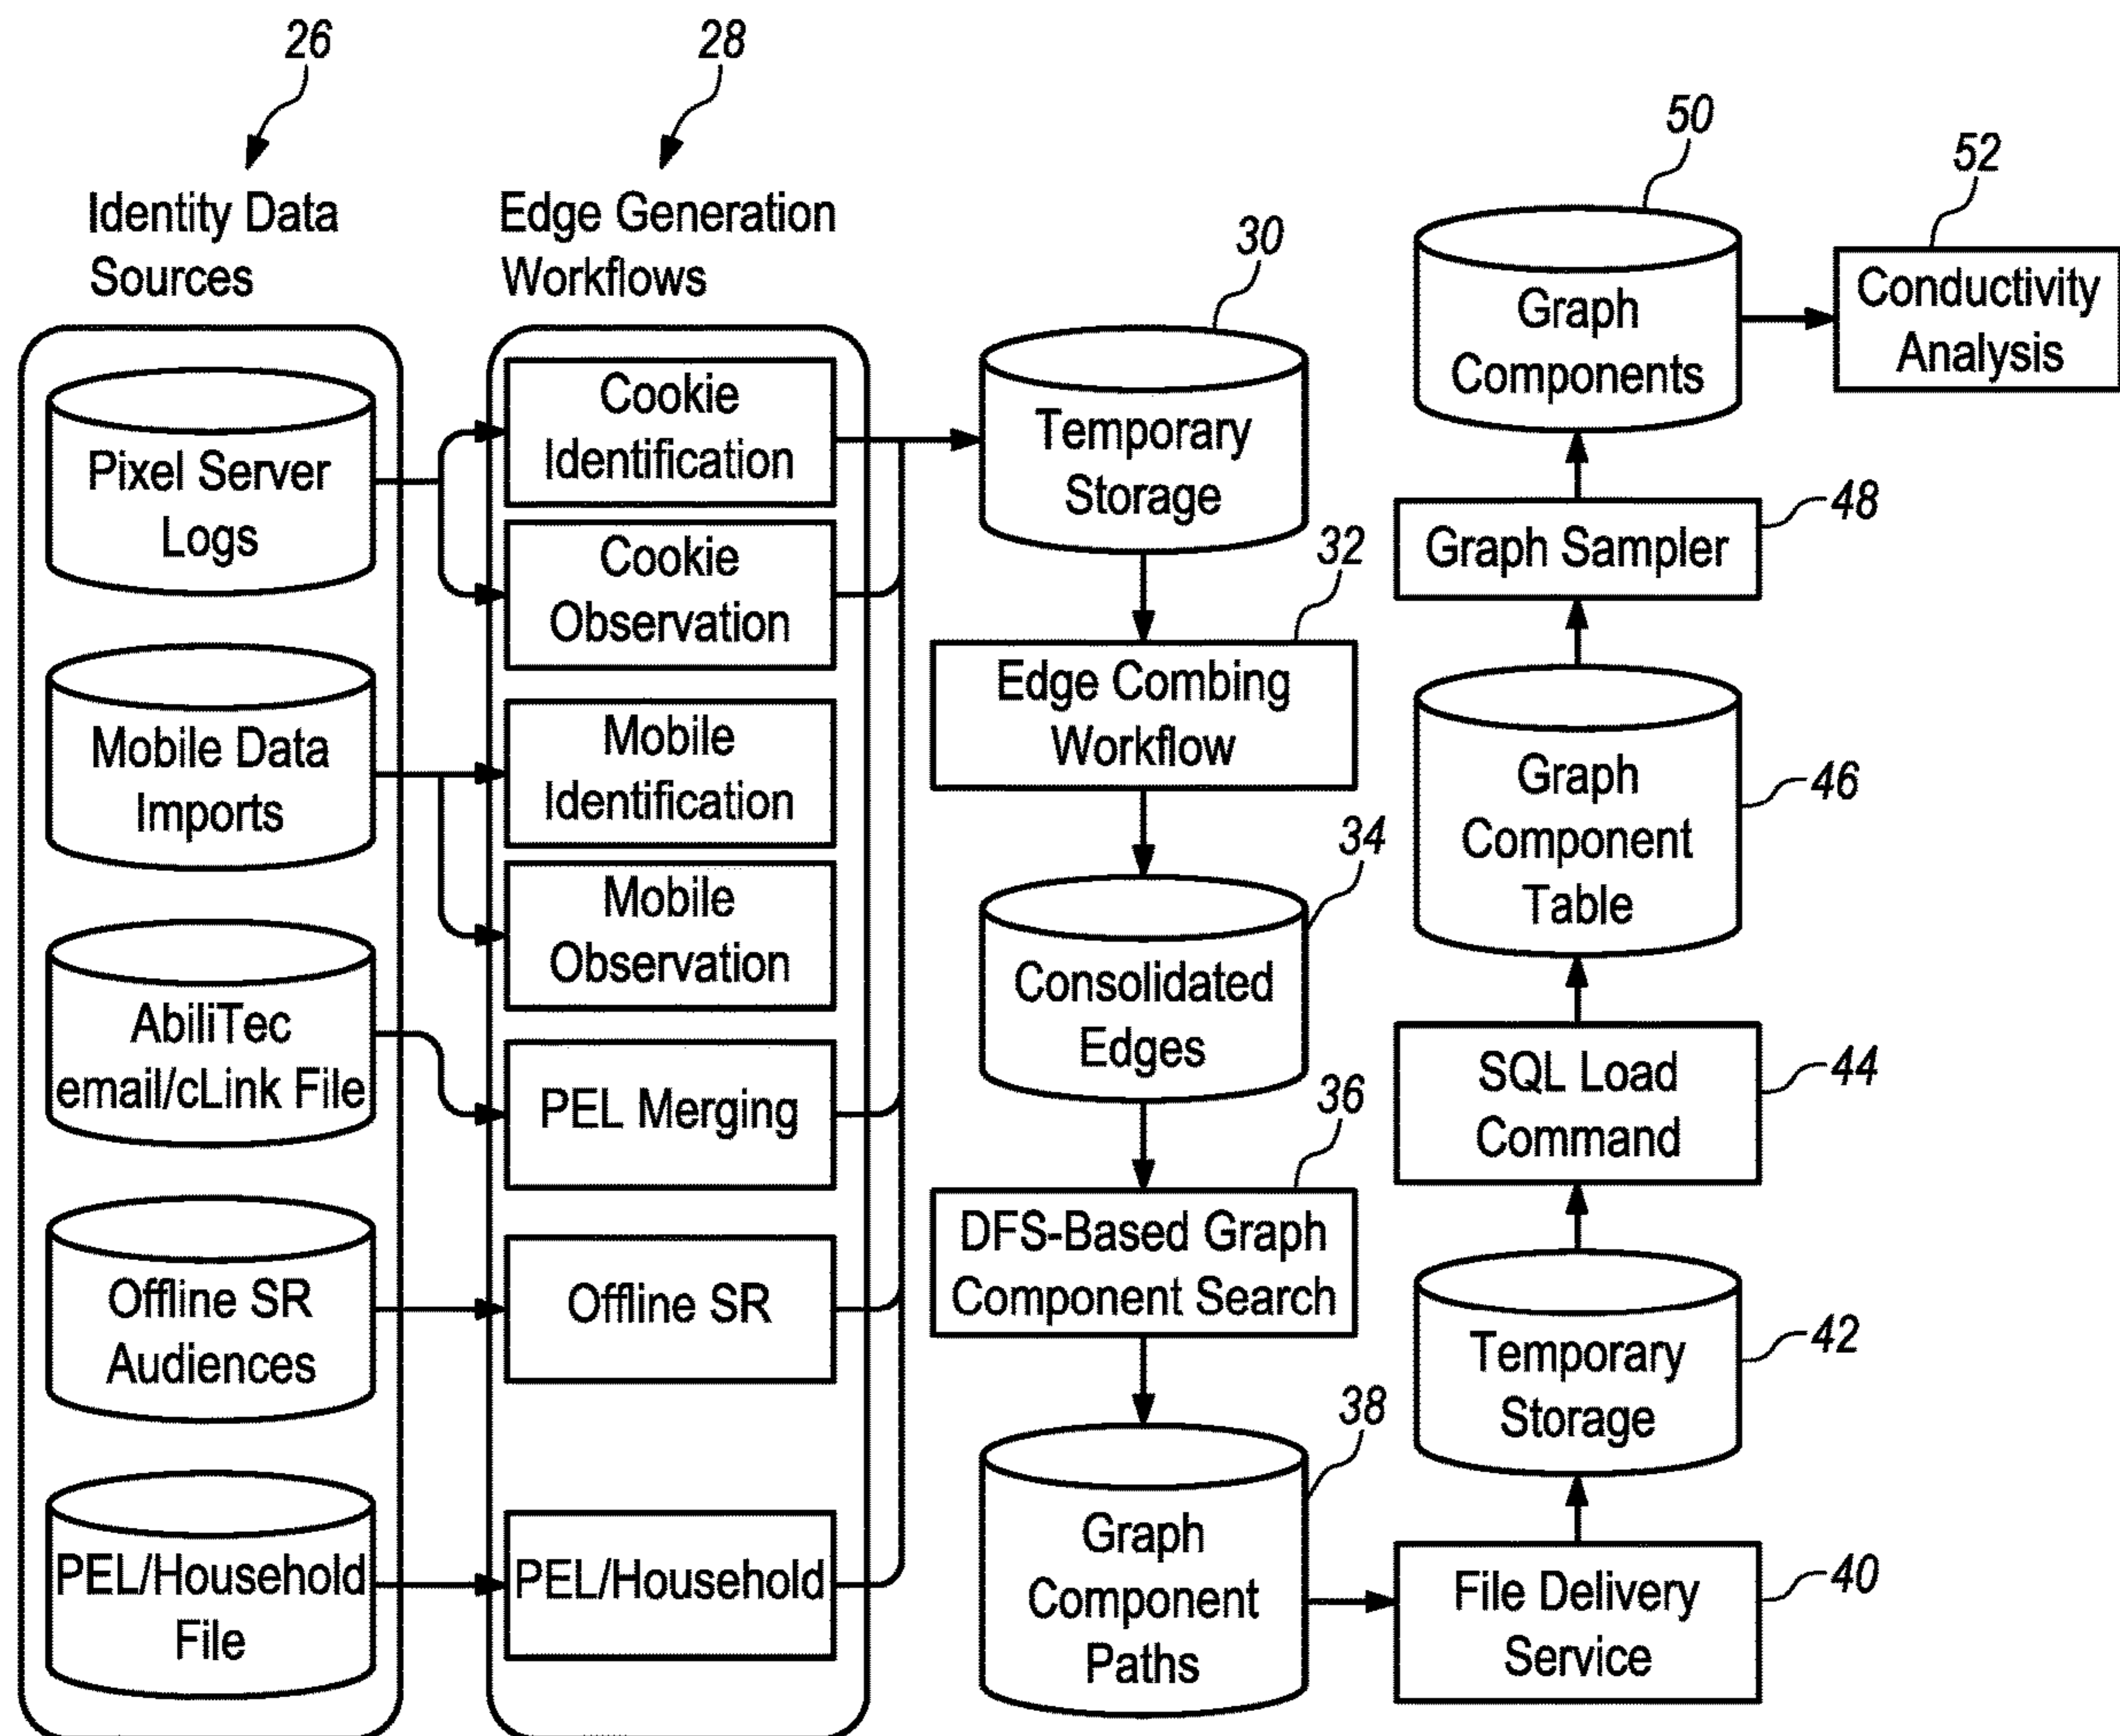 26
Identity Data
Sources
Pixel Server
Logs
Mobile Data
Imports
AbiliTec
email/cLink File
Offline SR
Audiences
PEL/Household
File
28
Edge Generation
Workflows
Cookie
Identification
Cookie
Observation
Mobile
Identification
Mobile
Observation
PEL Merging
Offline SR
PEL/Household
30
Temporary
Storage
32
Edge Combing
Workflow
34
Consolidated
Edges
36
DFS-Based Graph
Component Search
38
Graph
Component
Paths
File Delivery
Service
40
Temporary
Storage
42
SQL Load
Command
44
Graph
Component
Table
46
Graph Sampler
48
50
Graph
Components
52
Conductivity
Analysis